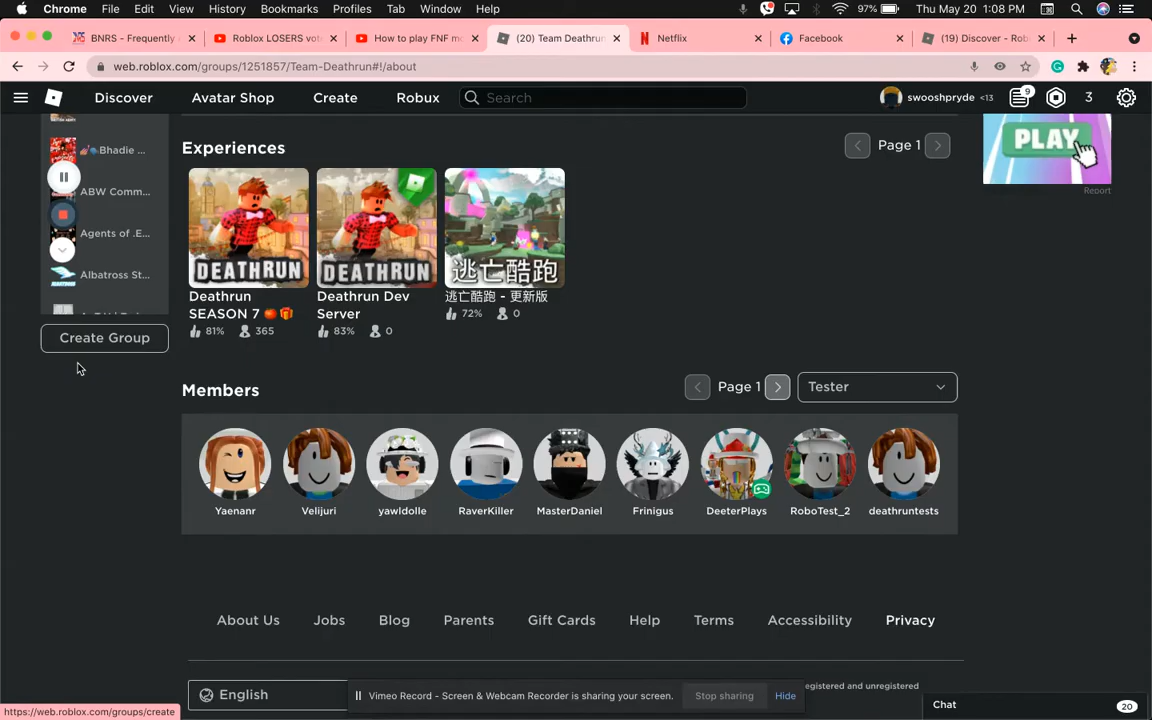 Chrome File Edit View History Bookmarks Profiles Tab Window Help 97% Thu May 20 1:08 PM
BNRS - Frequently Roblox LOSERS vot How to play FNF m (20) Team Deathrun Netflix Facebook (19) Discover - Rob
web.roblox.com/groups/1251857/Team-Deathrun#!/about
Discover Avatar Shop Create Robux Search swooshpryde <13 9 3
Bhadie ...
ABW Comm...
Agents of .E...
Albatross St...
Create Group
Experiences
Page 1
DEATHRUN
DEATHRUN
逃亡酷跑
Deathrun
SEASON 7
81% 365
Deathrun Dev
Server
83% 0
逃亡酷跑 - 更新版
72% 0
PLAY
Report
Members
Page 1
Tester
Yaenanr Velijuri yawldolle RaverKiller MasterDaniel Frinigus DeeterPlays RoboTest_2 deathruntests
About Us Jobs Blog Parents Gift Cards Help Terms Accessibility Privacy
English
Vimeo Record - Screen & Webcam Recorder is sharing your screen. Stop sharing Hide
egistered and unregistered
Chat 20
https://web.roblox.com/groups/create